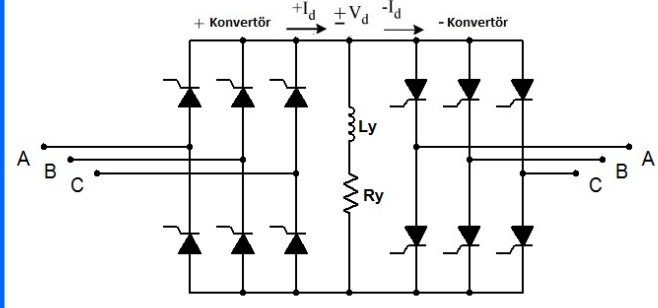 + Konvertör +I_d ± V_d -I_d - Konvertör
Ly
A A
B B
C C
Ry